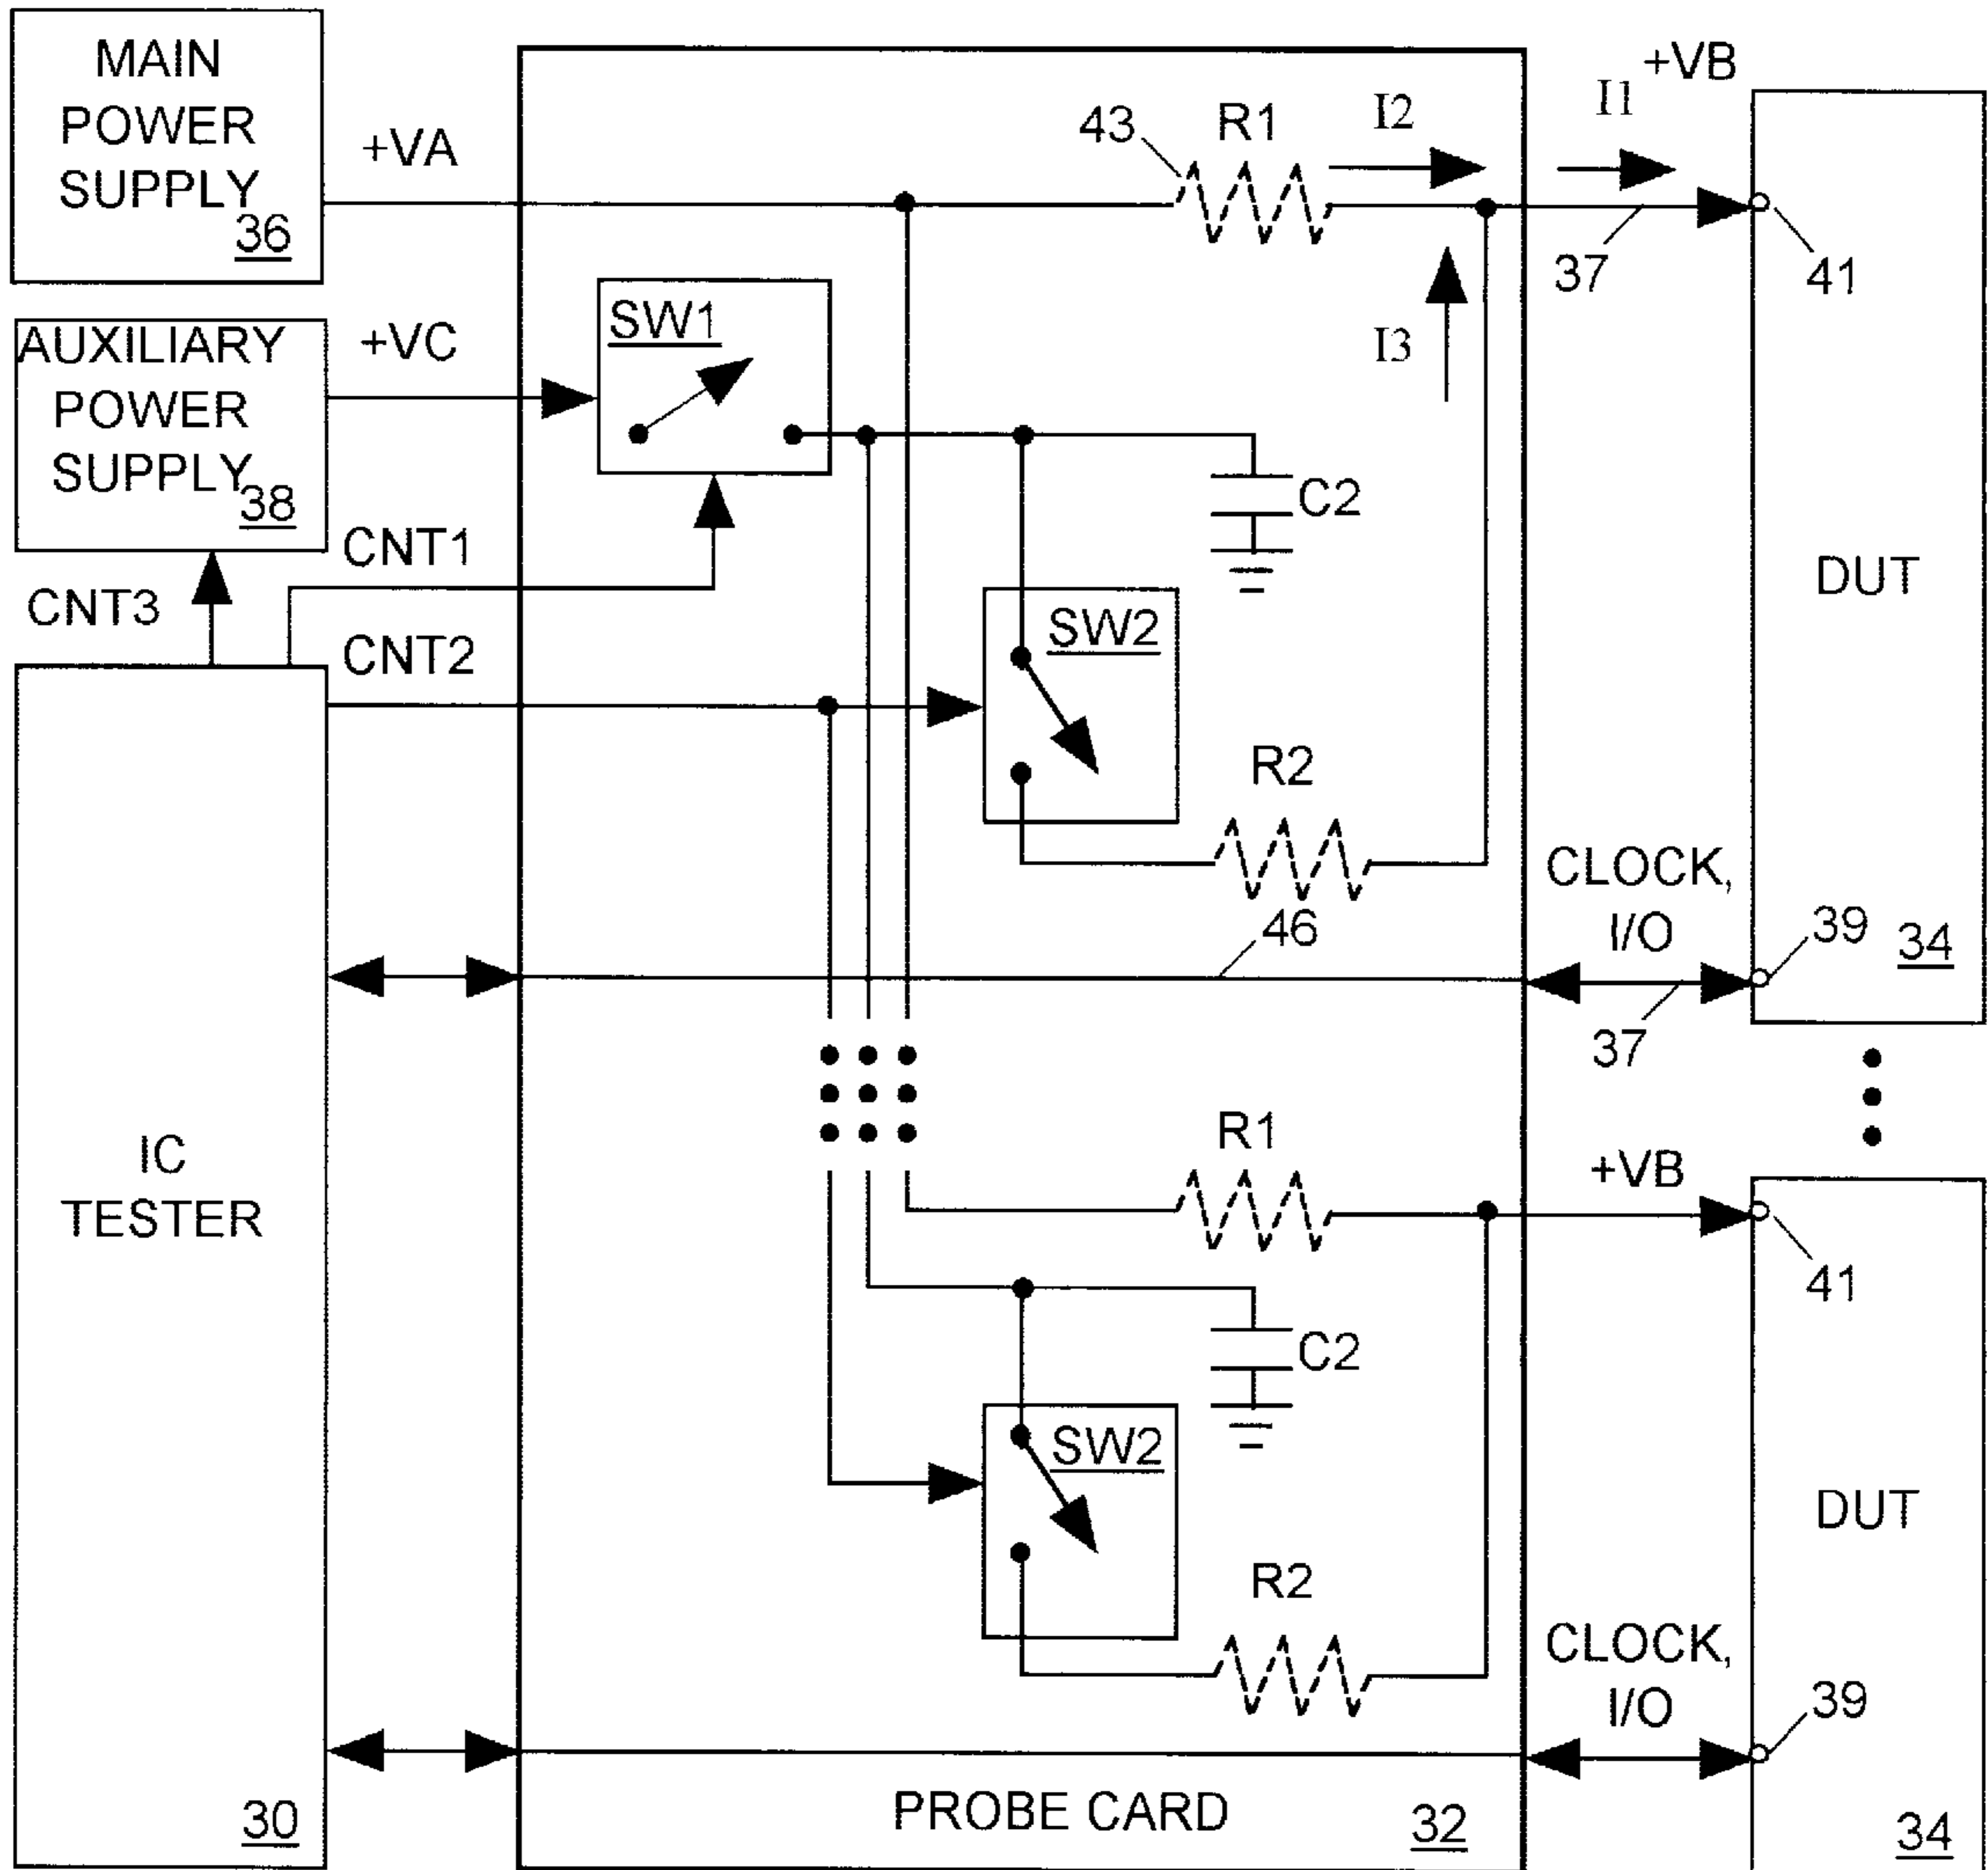 MAIN
POWER
SUPPLY
36
+VA
43
R1
I2
I1
+VB
37
41
AUXILIARY
POWER
SUPPLY
38
+VC
SW1
I3
C2
CNT1
CNT3
CNT2
SW2
R2
DUT
CLOCK,
I/O
46
39
34
37
IC
TESTER
30
R1
+VB
41
C2
SW2
R2
DUT
CLOCK,
I/O
39
34
PROBE CARD
32